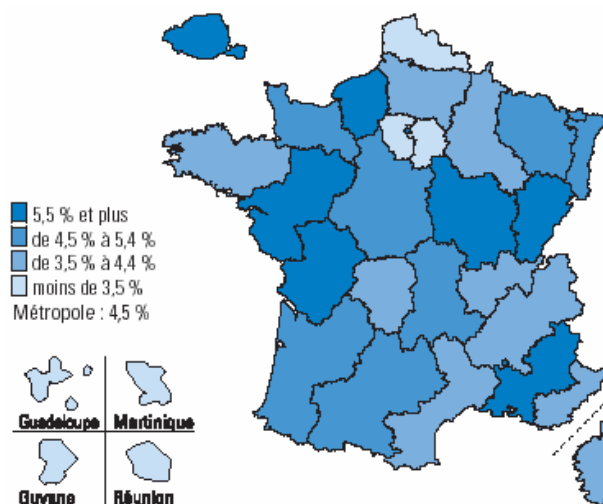 5,5 % et plus
de 4,5 % à 5,4 %
de 3,5 % à 4,4 %
moins de 3,5 %
Métropole : 4,5 %
Guadeloupe
Martinique
Guyane
Réunion